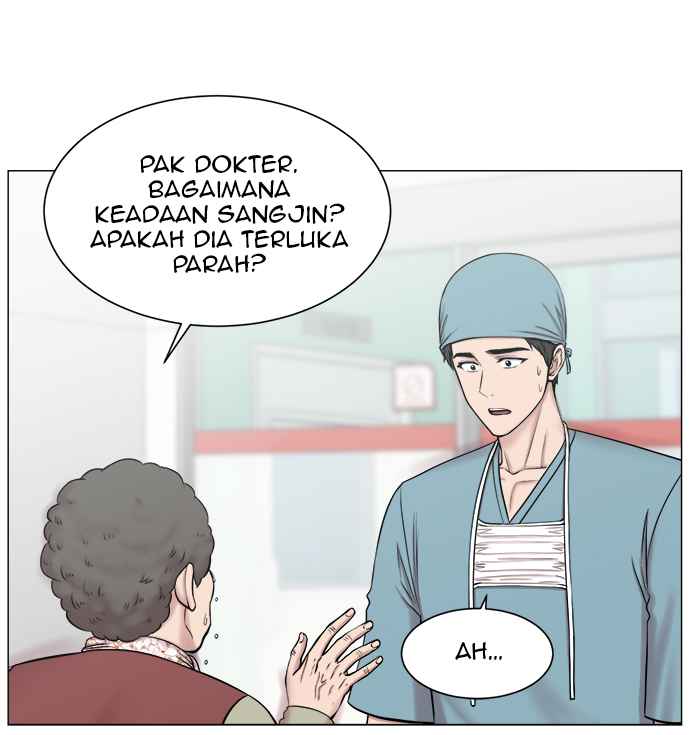 PAK DOKTER,
BAGAIMANA
KEADAAN SANGJIN?
APAKAH DIA TERLUKA
PARAH?
AH...